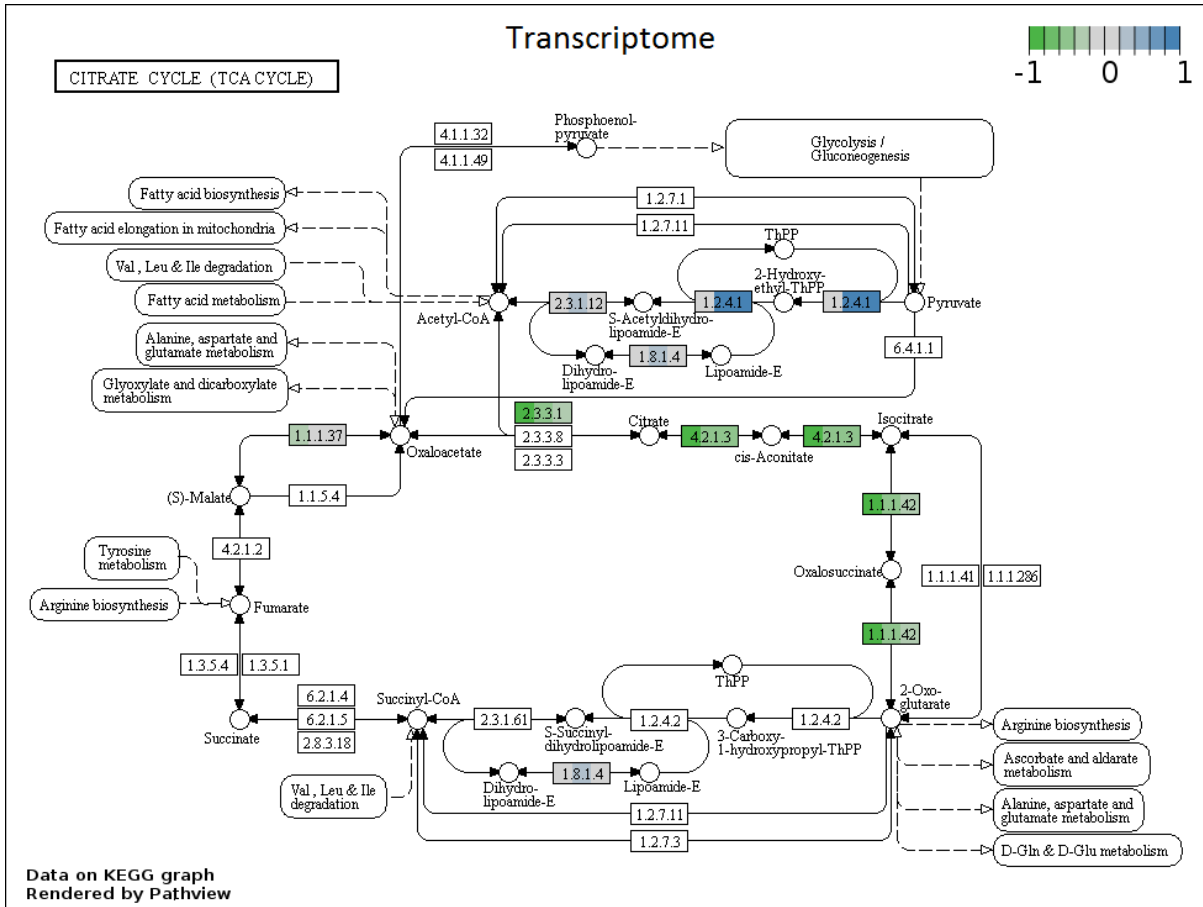 Transcriptome
-1 0 1
CITRATE CYCLE (TCA CYCLE)
Phosphoenol-
pyruvate
4.1.1.32
4.1.1.49
Glycolysis /
Gluconeogenesis
Fatty acid biosynthesis
Fatty acid elongation in mitochondria
Val, Leu & Ile degradation
Fatty acid metabolism
Alanine, aspartate and
glutamate metabolism
Glyoxylate and dicarboxylate
metabolism
1.2.7.1
1.2.7.11
ThPP
2-Hydroxy-
ethyl-ThPP
Acetyl-CoA
2.3.1.12
S-Acetyldihydro-
lipoamide-E
1.2.4.1
1.2.4.1
Pyruvate
Dihydro-
lipoamide-E
1.8.1.4
Lipoamide-E
6.4.1.1
1.1.1.37
Oxaloacetate
2.3.3.1
2.3.3.8
2.3.3.3
Citrate
4.2.1.3
cis-Aconitate
4.2.1.3
Isocitrate
(S)-Malate
1.1.5.4
1.1.1.42
4.2.1.2
Tyrosine
metabolism
Arginine biosynthesis
Fumarate
Oxalosuccinate
1.1.1.41
1.1.1.286
1.1.1.42
1.3.5.4
1.3.5.1
6.2.1.4
6.2.1.5
2.8.3.18
Succinate
Succinyl-CoA
2.3.1.61
S-Succinyl-
dihydrolipoamide-E
1.2.4.2
ThPP
3-Carboxy-
1-hydroxypropyl-ThPP
1.2.4.2
2-Oxo-
glutarate
Val, Leu & Ile
degradation
Dihydro-
lipoamide-E
1.8.1.4
Lipoamide-E
1.2.7.11
1.2.7.3
Arginine biosynthesis
Ascorbate and aldarate
metabolism
Alanine, aspartate and
glutamate metabolism
D-Gln & D-Glu metabolism
Data on KEGG graph
Rendered by Pathview